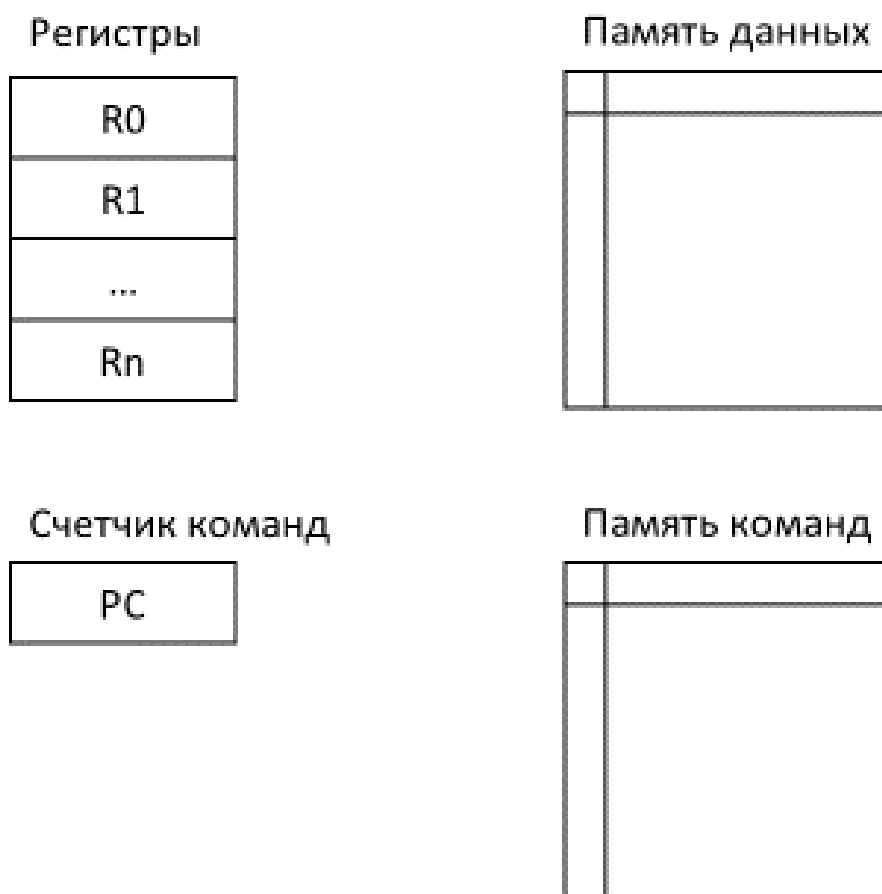 Регистры
R0
R1
...
Rn
Память данных
Счетчик команд
PC
Память команд